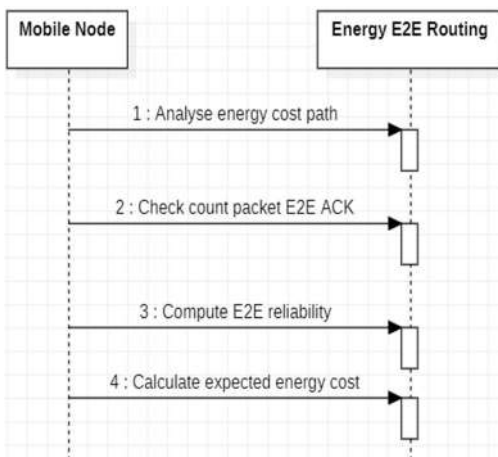 Mobile Node
Energy E2E Routing
1 : Analyse energy cost path
2 : Check count packet E2E ACK
3 : Compute E2E reliability
4 : Calculate expected energy cost